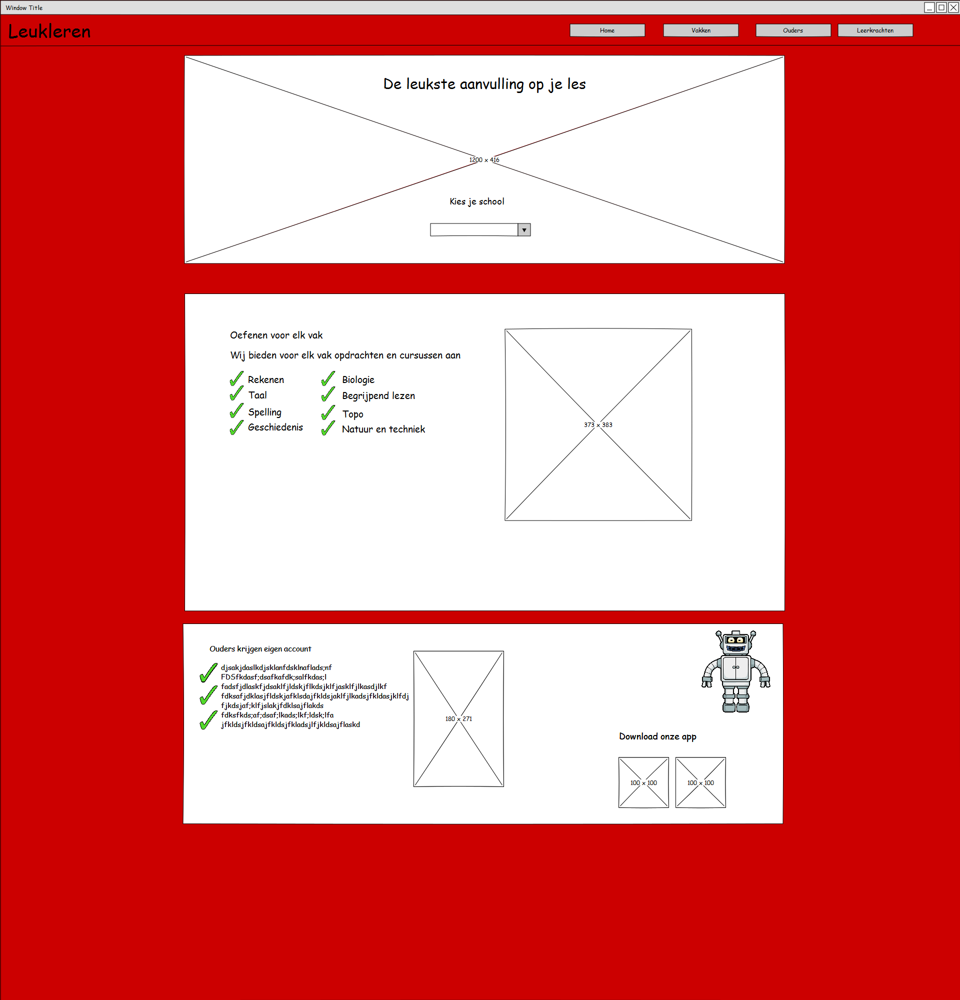 Window Title
Leukleren
Home
Vakken
Ouders
Leerkrachten
De leukste aanvulling op je les
1200 x 416
Kies je school
Oefenen voor elk vak
Wij bieden voor elk vak opdrachten en cursussen aan
Rekenen
Biologie
Taal
Begrijpend lezen
Spelling
Topo
Geschiedenis
Natuur en techniek
373 x 383
Ouders krijgen eigen account
djsakjdaslkdjsklanfdsklnaflads;nf
FDSfkdasf;dsafkafdk;salfkdas;l
fadsfjdlaskfjdsaklfjldskjflkdsjklfjasklfjlkasdjlkf
fdksafjdklasjfldskjafklsdajfkldsjaklfjlkadsjfkldasjklfdj
fjkdsjaf;klfjslakjfdklsajflakds
fdksfkds;af;dsaf;lkads;lkf;ldsk;lfa
jfkldsjfkldsajfkldsjfkladsjlfjkldsajflaskd
180 x 271
Download onze app
100 x 100
100 x 100